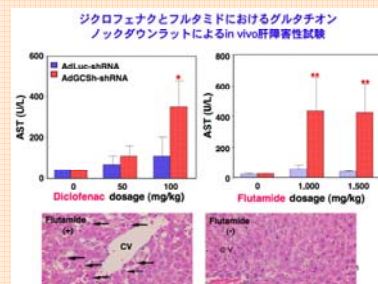 ジクロフェナクとフルタミドにおけるグルタチオン
ノックダウンラットによるin vivo肝障害性試験
AST (U/L)
600
400
200
0
AdLuc-shRNA
AdGCSh-shRNA
*
0
50
100
Diclofenac dosage (mg/kg)
AST (U/L)
800
600
400
200
0
**
**
0
1,000
1,500
Flutamide dosage (mg/kg)
Flutamide
(+)
CV
Flutamide
(-)
CV